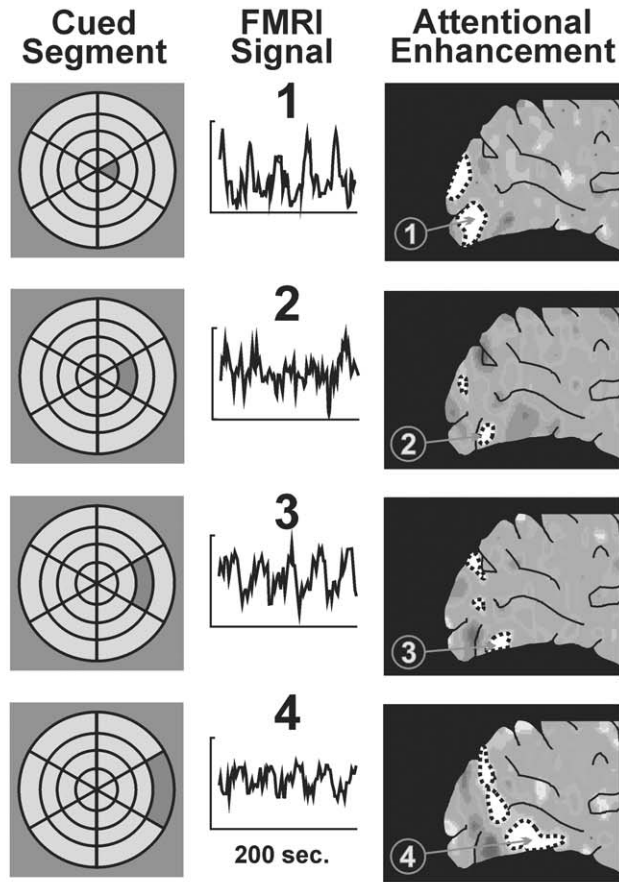 Cued
Segment
FMRI
Signal
Attentional
Enhancement
1
1
2
2
3
3
4
4
200 sec.